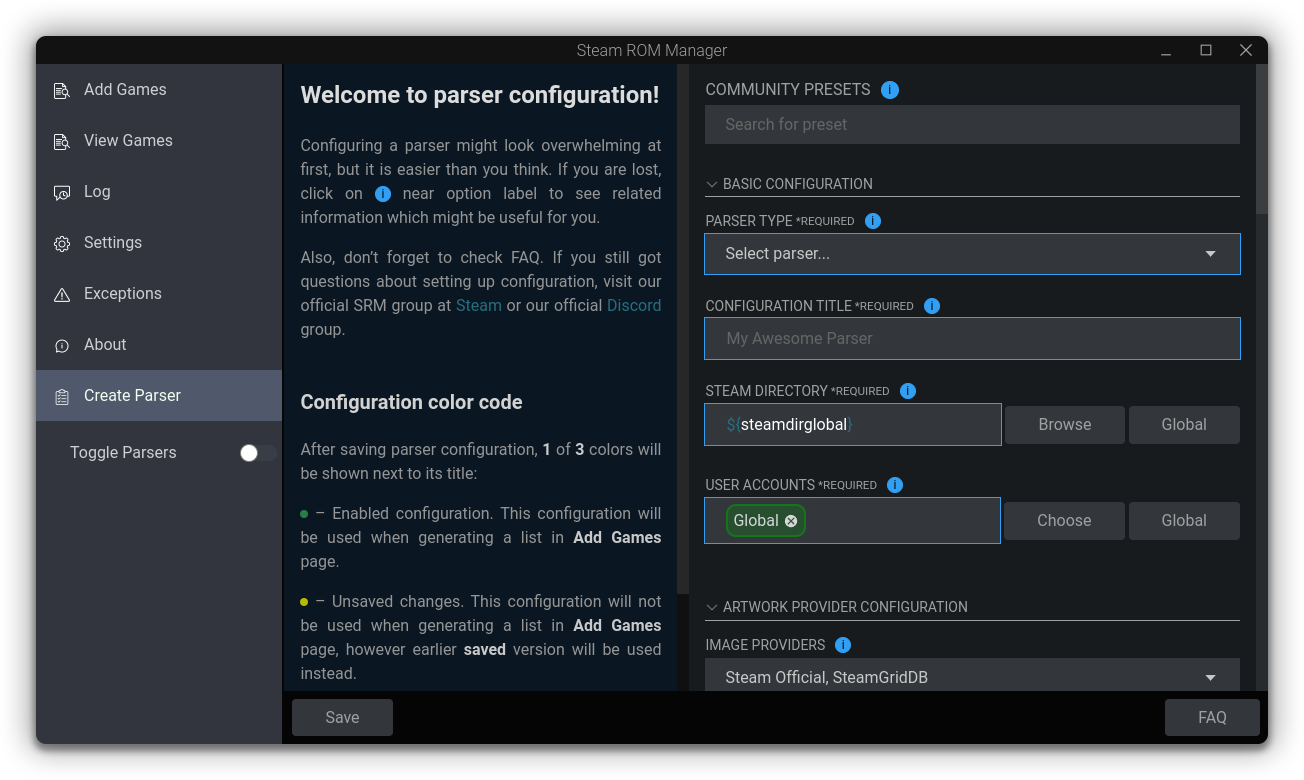 Steam ROM Manager
Add Games
View Games
Log
Settings
Exceptions
About
Create Parser
Toggle Parsers
Welcome to parser configuration!
Configuring a parser might look overwhelming at
first, but it is easier than you think. If you are lost,
click on i near option label to see related
information which might be useful for you.
Also, don’t forget to check FAQ. If you still got
questions about setting up configuration, visit our
official SRM group at Steam or our official Discord
group.
Configuration color code
After saving parser configuration, 1 of 3 colors will
be shown next to its title:
– Enabled configuration. This configuration will
be used when generating a list in Add Games
page.
– Unsaved changes. This configuration will not
be used when generating a list in Add Games
page, however earlier saved version will be used
instead.
COMMUNITY PRESETS i
Search for preset
BASIC CONFIGURATION
PARSER TYPE *REQUIRED i
Select parser...
CONFIGURATION TITLE *REQUIRED i
My Awesome Parser
STEAM DIRECTORY *REQUIRED i
${steamdirglobal} Browse Global
USER ACCOUNTS *REQUIRED i
Global Choose Global
ARTWORK PROVIDER CONFIGURATION
IMAGE PROVIDERS i
Steam Official, SteamGridDB
Save FAQ